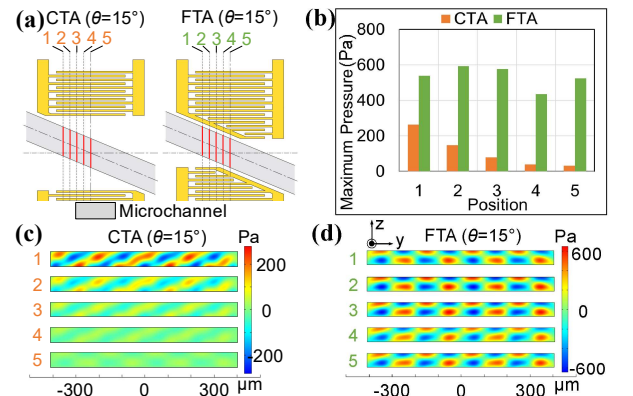 (a)
CTA (θ=15°)
1 2 3 4 5
FTA (θ=15°)
1 2 3 4 5
Microchannel
(b)
CTA FTA
Maximum Pressure (Pa)
800
600
400
200
0
1 2 3 4 5
Position
(c)
CTA (θ=15°)
Pa
1
2
3
4
5
200
0
-200
-300 0 300 μm
(d)
z
y
FTA (θ=15°)
Pa
1
2
3
4
5
600
0
-600
-300 0 300 μm